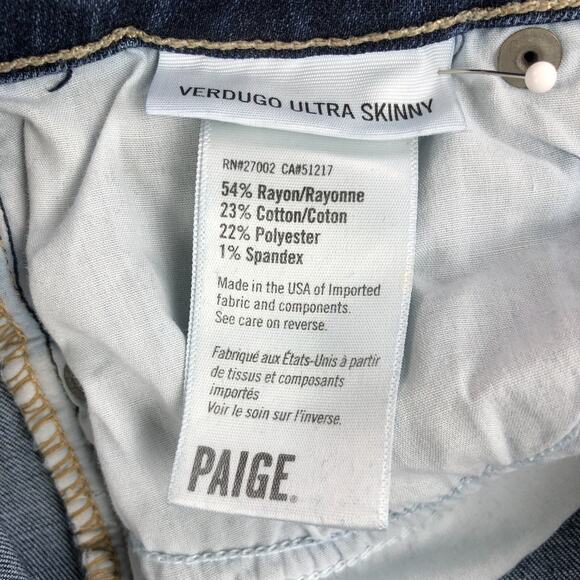 VERDUGO ULTRA SKINNY
RN#27002 CA#51217
54% Rayon/Rayonne
23% Cotton/Coton
22% Polyester
1% Spandex
Made in the USA of Imported
fabric and components.
See care on reverse.
Fabriqué aux États-Unis à partir
de tissus et composants
importés
Voir le soin sur l'inverse.
PAIGE